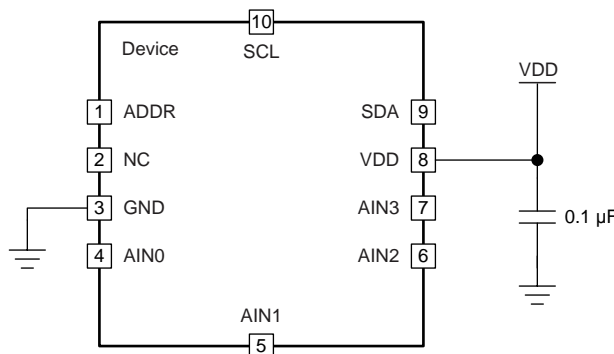 10
Device
SCL
VDD
1 ADDR
SDA 9
2 NC
VDD 8
3 GND
AIN3 7
0.1 µF
4 AIN0
AIN2 6
AIN1
5